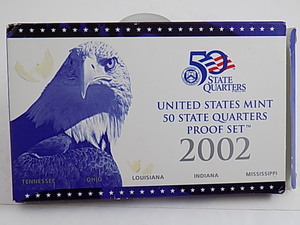 50
STATE
QUARTERS
UNITED STATES MINT
50 STATE QUARTERS
PROOF SET™
2002
TENNESSEE OHIO LOUISIANA INDIANA MISSISSIPPI